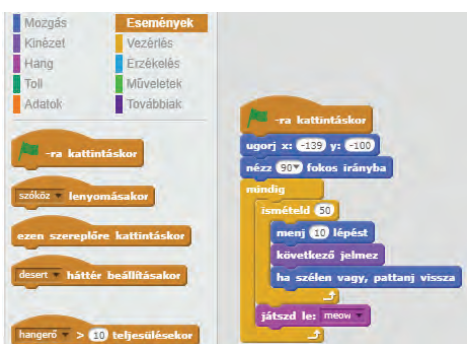 Mozgás
Kinézet
Hang
Toll
Adatok
Események
Vezérlés
Érzékelés
Műveletek
Továbbiak
-ra kattintáskor
szóköz lenyomásakor
ezen szereplőre kattintáskor
desert háttér beállításakor
hangerő > 10 teljesülésekor
-ra kattintáskor
ugorj x: -139 y: -100
nézz 90 fokos irányba
mindig
ismételd 50
menj 10 lépést
következő jelmez
ha szélen vagy, pattanj vissza
játszd le: meow